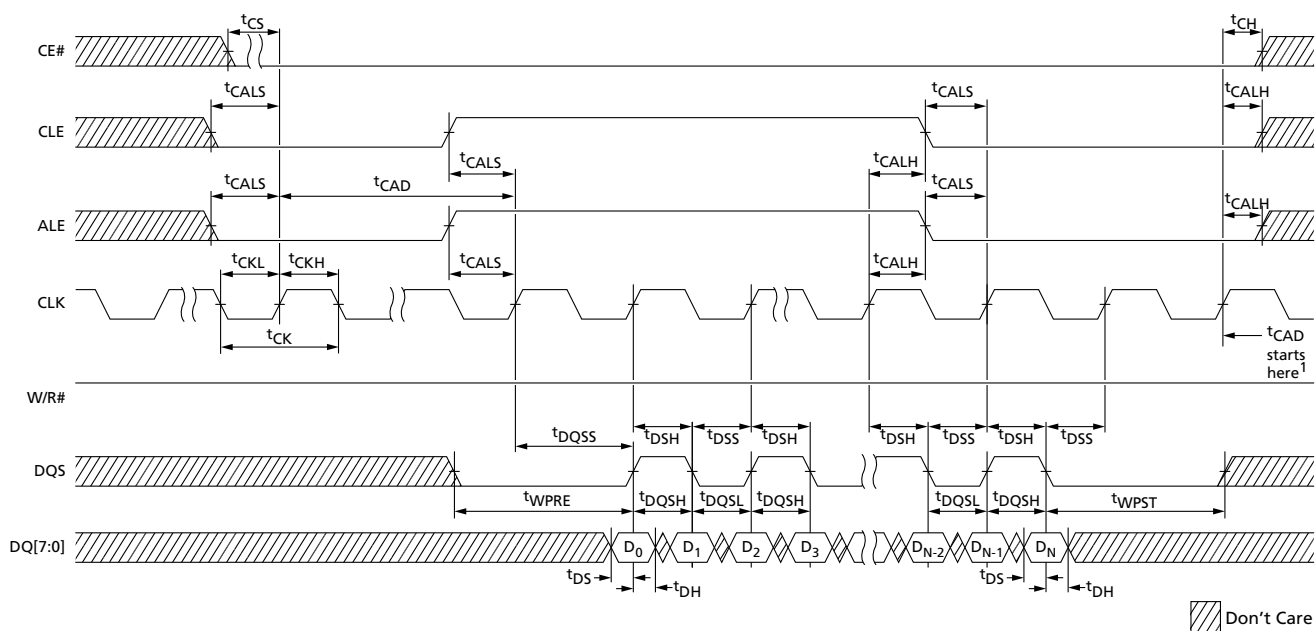 tCS tCH
CE#
tCALS tCALS tCALH
CLE
tCALS tCALH
tCALS tCAD tCALS tCALH
ALE
tCKL tCKH tCALS tCALH
CLK
tCK tCAD
starts
here1
W/R#
tDQSS tDSH tDSS tDSH tDSH tDSS tDSH tDSS
DQS
tWPRE tDQSH tDQSL tDQSH tDQSL tDQSH tWPST
DQ[7:0] D0 D1 D2 D3 DN-2 DN-1 DN
tDS tDH tDS tDH
Don't Care